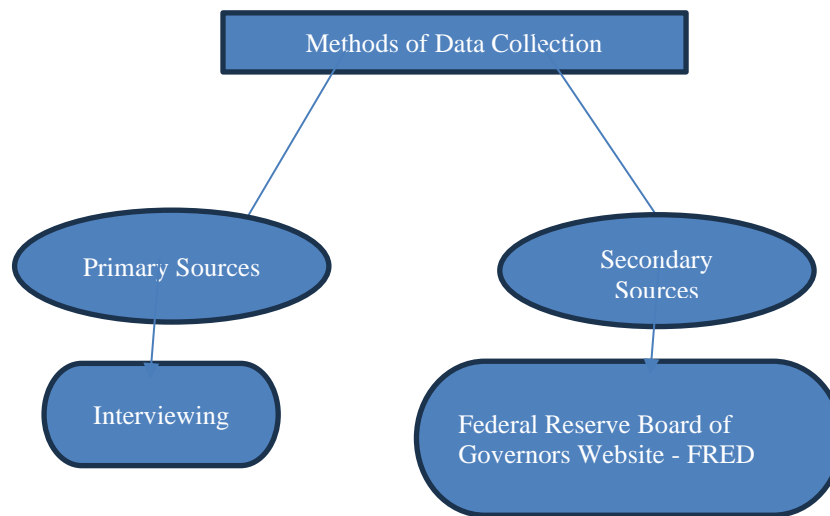 Methods of Data Collection
Primary Sources
Secondary
Sources
Interviewing
Federal Reserve Board of
Governors Website - FRED